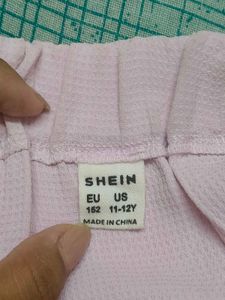 SHEIN
EU US
152 11-12Y
MADE IN CHINA